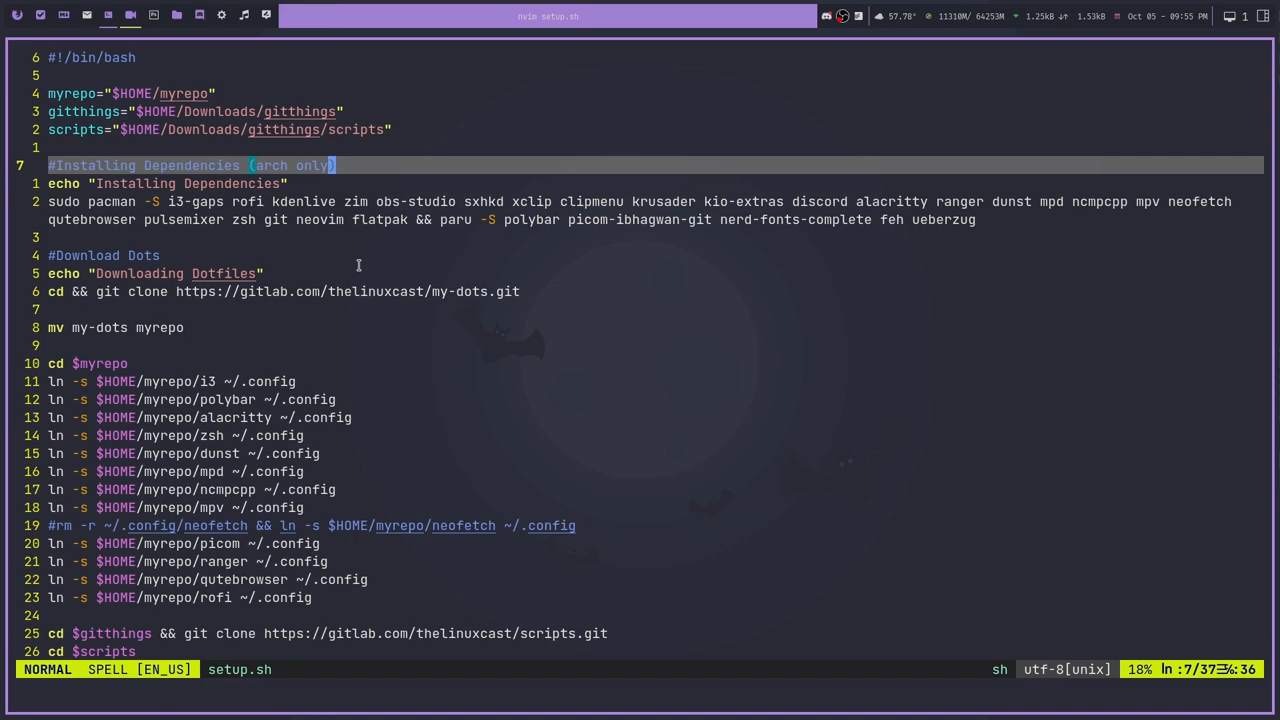 nvim setup.sh
57.78° 11310M/ 64253M 1.25kB 1.53kB Oct 05 - 09:55 PM 1
6 #!/bin/bash
5
4 myrepo="$HOME/myrepo"
3 gitthings="$HOME/Downloads/gitthings"
2 scripts="$HOME/Downloads/gitthings/scripts"
1
7 #Installing Dependencies (arch only)
1 echo "Installing Dependencies"
2 sudo pacman -S i3-gaps rofi kdenlive zim obs-studio sxhkd xclip clipmenu krusader kio-extras discord alacritty ranger dunst mpd ncmpcpp mpv neofetch
qutebrowser pulsemixer zsh git neovim flatpak && paru -S polybar picom-ibhagwan-git nerd-fonts-complete feh ueberzug
3
4 #Download Dots
5 echo "Downloading Dotfiles"
6 cd && git clone https://gitlab.com/thelinuxcast/my-dots.git
7
8 mv my-dots myrepo
9
10 cd $myrepo
11 ln -s $HOME/myrepo/i3 ~/.config
12 ln -s $HOME/myrepo/polybar ~/.config
13 ln -s $HOME/myrepo/alacritty ~/.config
14 ln -s $HOME/myrepo/zsh ~/.config
15 ln -s $HOME/myrepo/dunst ~/.config
16 ln -s $HOME/myrepo/mpd ~/.config
17 ln -s $HOME/myrepo/ncmpcpp ~/.config
18 ln -s $HOME/myrepo/mpv ~/.config
19 #rm -r ~/.config/neofetch && ln -s $HOME/myrepo/neofetch ~/.config
20 ln -s $HOME/myrepo/picom ~/.config
21 ln -s $HOME/myrepo/ranger ~/.config
22 ln -s $HOME/myrepo/qutebrowser ~/.config
23 ln -s $HOME/myrepo/rofi ~/.config
24
25 cd $gitthings && git clone https://gitlab.com/thelinuxcast/scripts.git
26 cd $scripts
NORMAL SPELL [EN_US] setup.sh sh utf-8[unix] 18% ln :7/37 :36